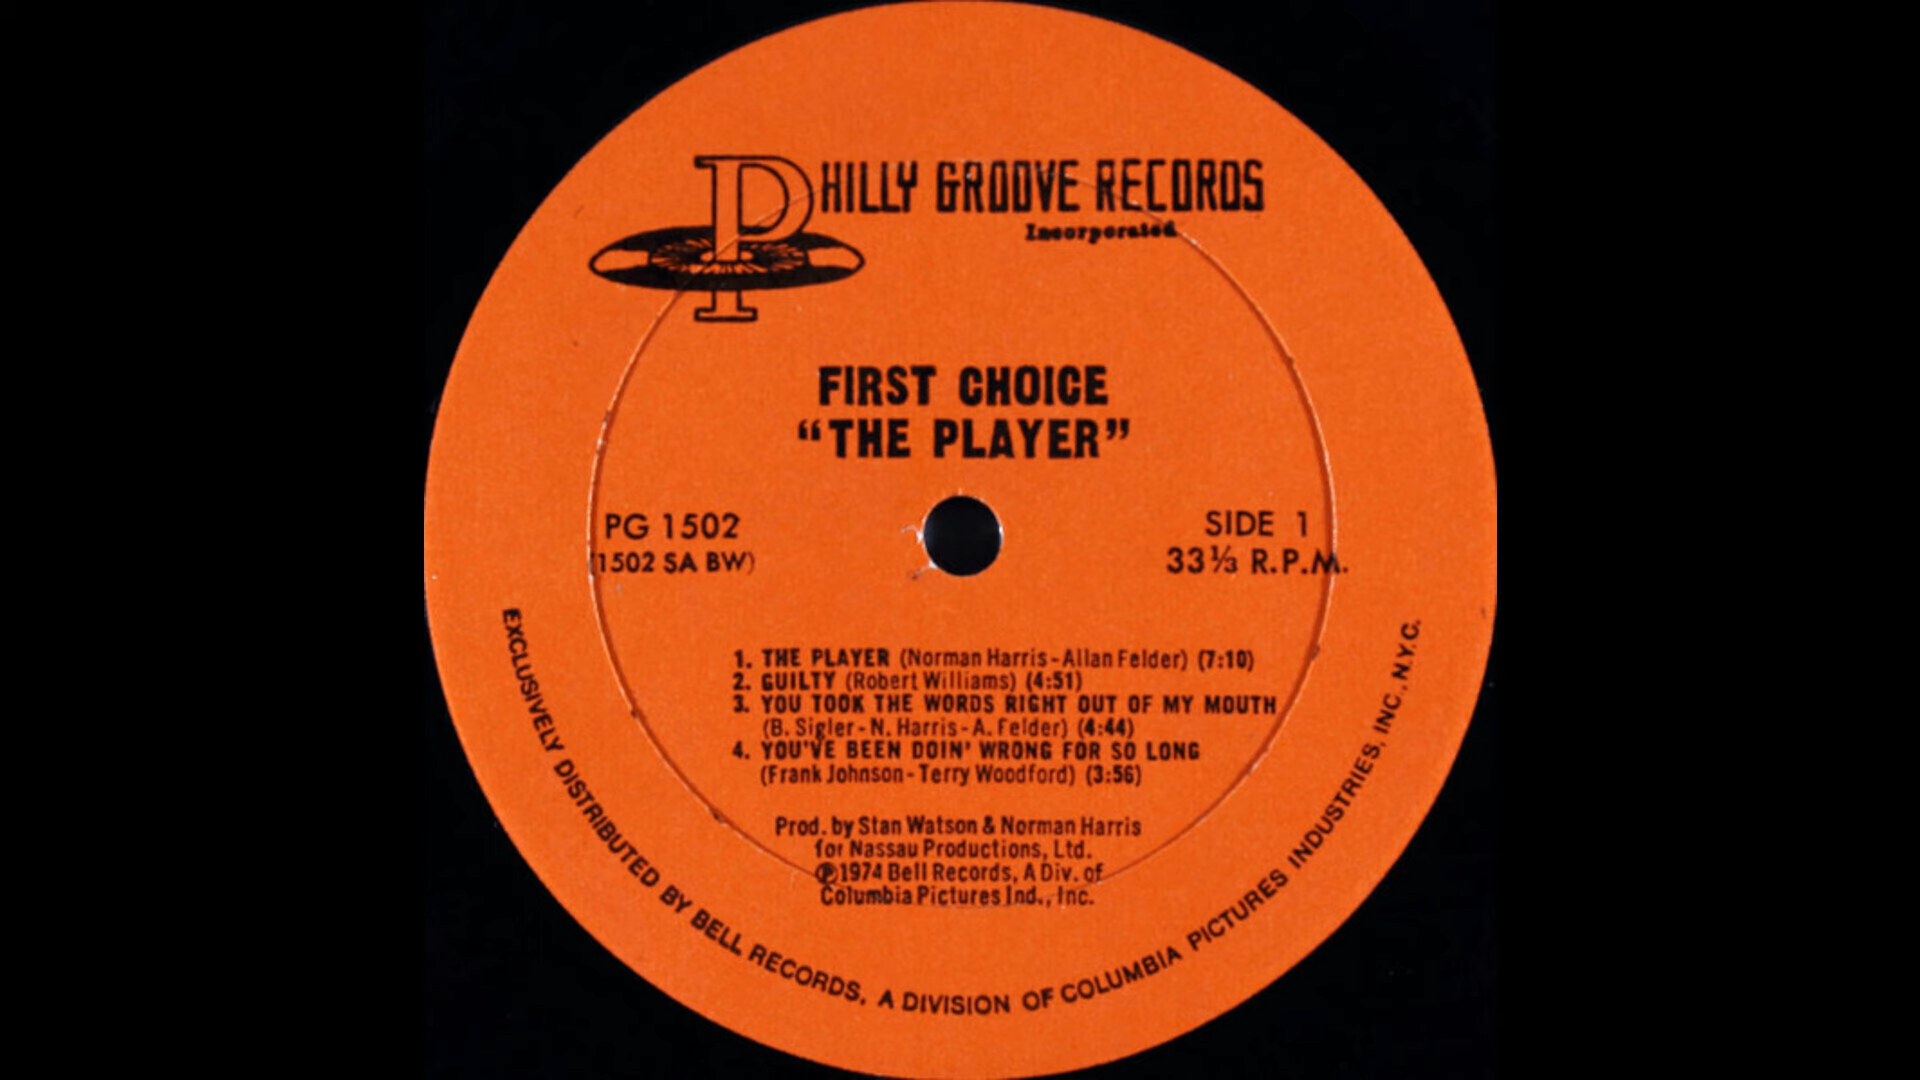 PHILLY GROOVE RECORDS
Incorporated
FIRST CHOICE
“THE PLAYER”
PG 1502
(1502 SA BW)
SIDE 1
33⅓ R.P.M.
1. THE PLAYER (Norman Harris-Allan Felder) (7:10)
2. GUILTY (Robert Williams) (4:51)
3. YOU TOOK THE WORDS RIGHT OUT OF MY MOUTH
(B. Sigler-N. Harris-A. Felder) (4:44)
4. YOU'VE BEEN DOIN' WRONG FOR SO LONG
(Frank Johnson-Terry Woodford) (3:56)
Prod. by Stan Watson & Norman Harris
for Nassau Productions, Ltd.
℗1974 Bell Records, A Div. of
Columbia Pictures Ind., Inc.
EXCLUSIVELY DISTRIBUTED BY BELL RECORDS, A DIVISION OF COLUMBIA PICTURES INDUSTRIES, INC., N.Y.C.